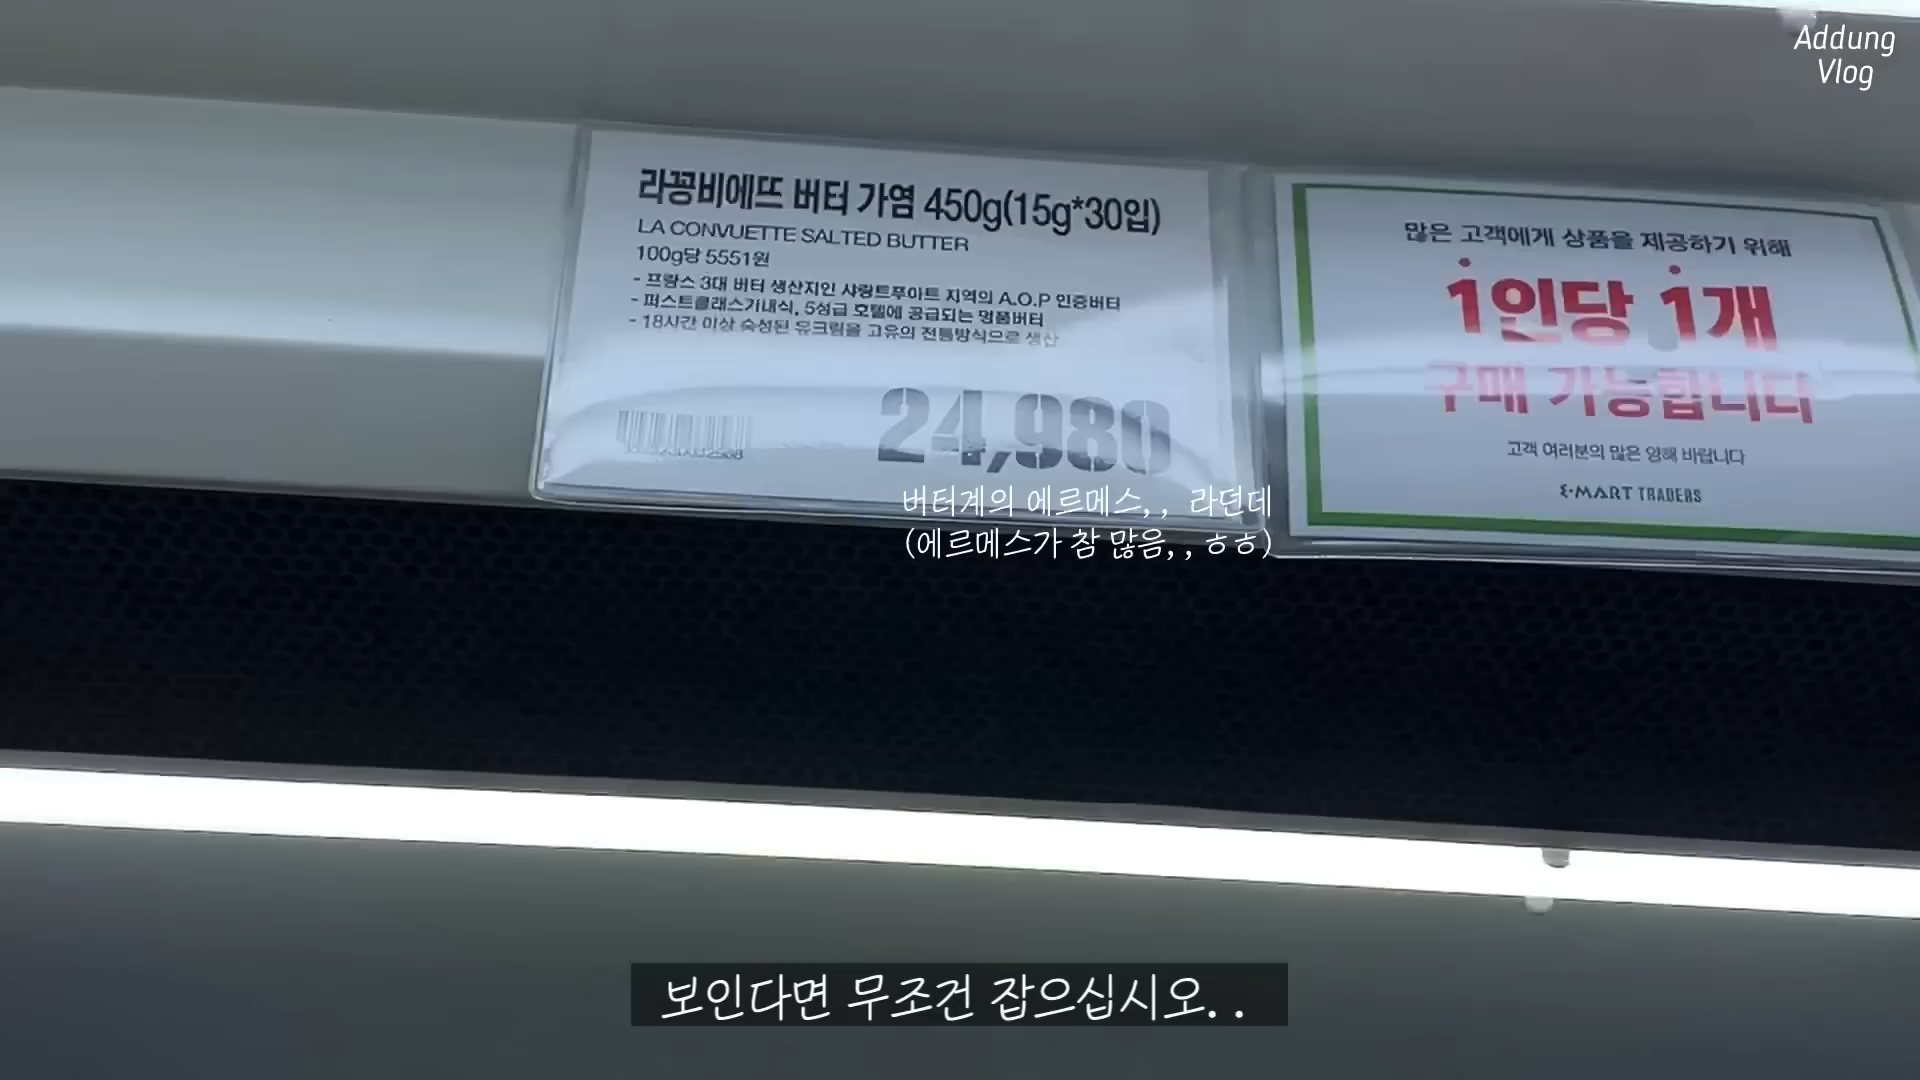 Addung
Vlog
라꽁비에뜨 버터 가염 450g(15g*30입)
LA CONVUETTE SALTED BUTTER
100g당 5551원
- 프랑스 3대 버터 생산지인 샤랑트푸아트 지역의 A.O.P 인증버터
- 퍼스트클래스기내식, 5성급 호텔에 공급되는 명품버터
- 18시간 이상 숙성된 유크림을 고유의 전통방식으로 생산
24,980
많은 고객에게 상품을 제공하기 위해
1인당 1개
구매 가능합니다
고객 여러분의 많은 양해 바랍니다
E·MART TRADERS
버터계의 에르메스, , 라던데
(에르메스가 참 많음, , ㅎㅎ)
보인다면 무조건 잡으십시오. .